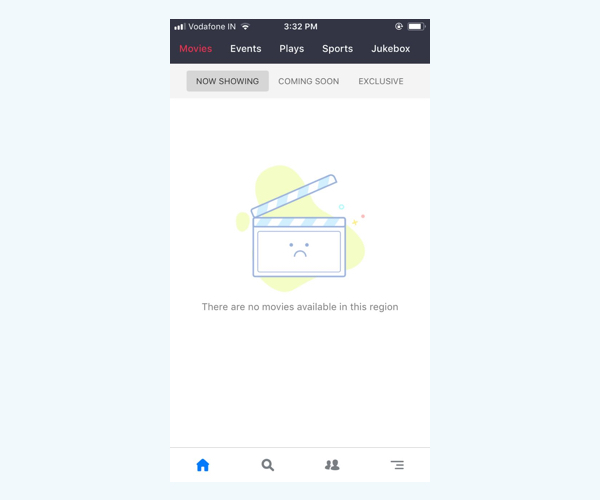 Vodafone IN 3:32 PM
Movies Events Plays Sports Jukebox
NOW SHOWING COMING SOON EXCLUSIVE
There are no movies available in this region